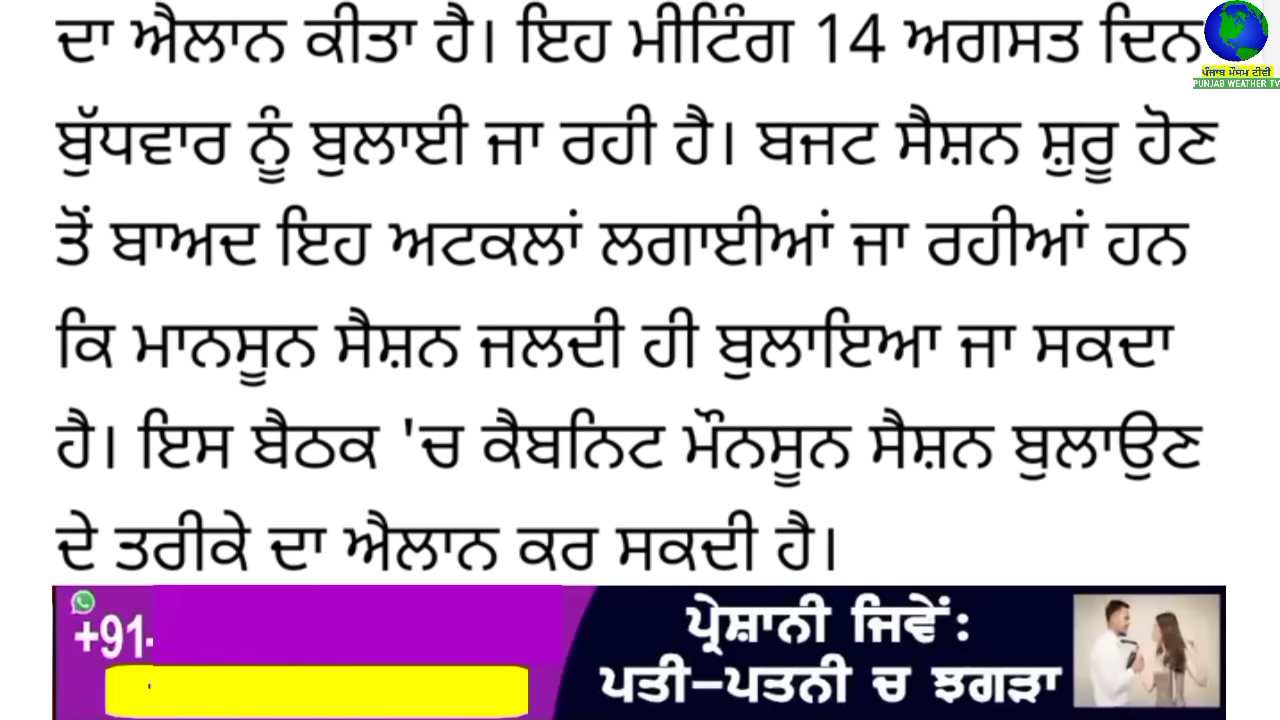 ਦਾ ਐਲਾਨ ਕੀਤਾ ਹੈ। ਇਹ ਮੀਟਿੰਗ 14 ਅਗਸਤ ਦਿਨ
ਪੰਜਾਬ ਮੌਸਮ ਟੀਵੀ
PUNJAB WEATHER TV
ਬੁੱਧਵਾਰ ਨੂੰ ਬੁਲਾਈ ਜਾ ਰਹੀ ਹੈ। ਬਜਟ ਸੈਸ਼ਨ ਸ਼ੁਰੂ ਹੋਣ
ਤੋਂ ਬਾਅਦ ਇਹ ਅਟਕਲਾਂ ਲਗਾਈਆਂ ਜਾ ਰਹੀਆਂ ਹਨ
ਕਿ ਮਾਨਸੂਨ ਸੈਸ਼ਨ ਜਲਦੀ ਹੀ ਬੁਲਾਇਆ ਜਾ ਸਕਦਾ
ਹੈ। ਇਸ ਬੈਠਕ 'ਚ ਕੈਬਨਿਟ ਮੌਨਸੂਨ ਸੈਸ਼ਨ ਬੁਲਾਉਣ
ਦੇ ਤਰੀਕੇ ਦਾ ਐਲਾਨ ਕਰ ਸਕਦੀ ਹੈ।
+91-
ਪ੍ਰੇਸ਼ਾਨੀ ਜਿਵੇਂ:
ਪਤੀ-ਪਤਨੀ ਚ ਝਗੜਾ